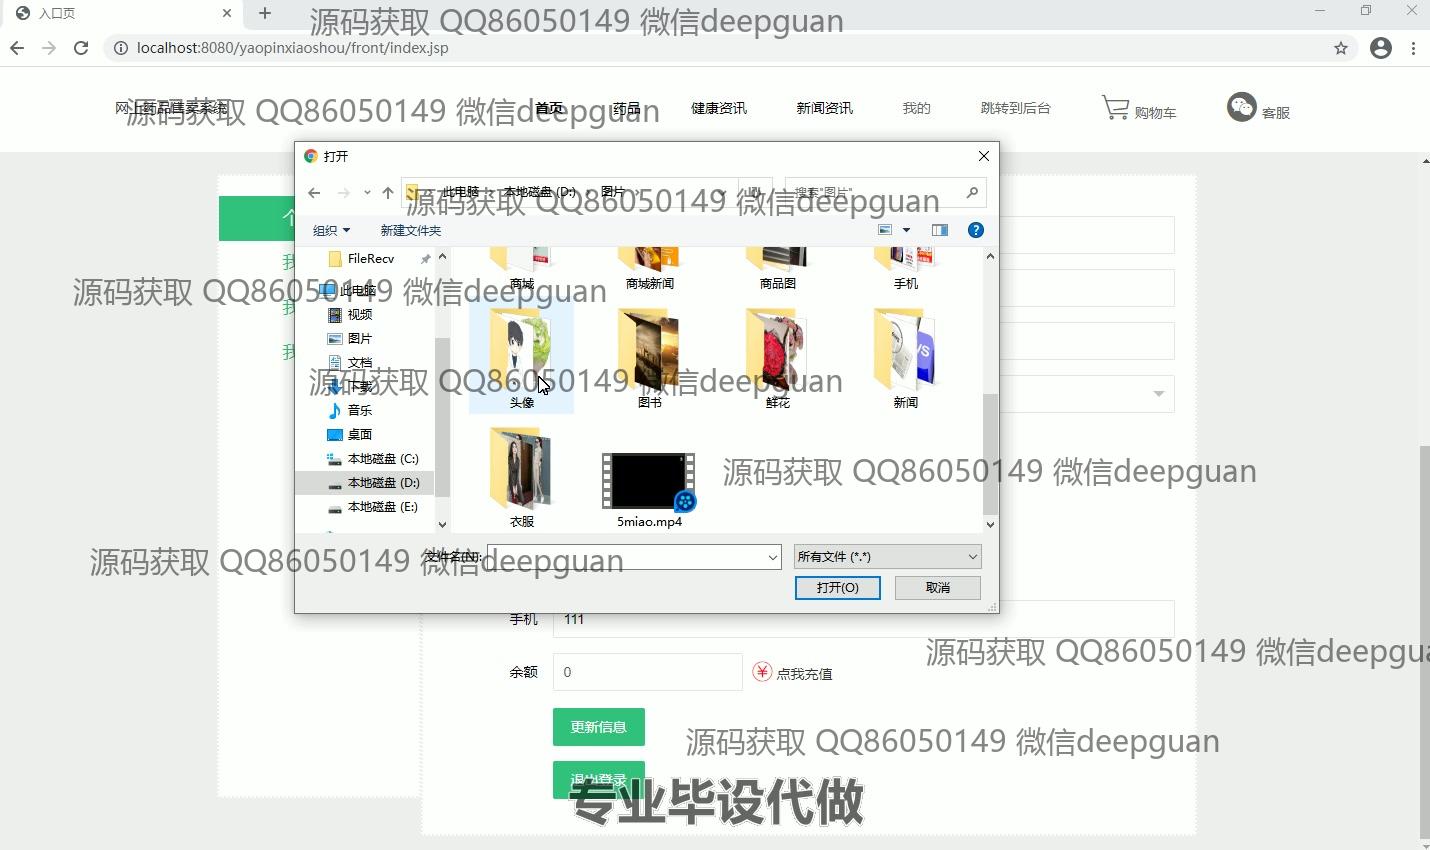 入口页
源码获取 QQ86050149 微信deepguan
localhost:8080/yaopinxiaoshou/front/index.jsp
网上药品售卖系统
首页
药品
健康资讯
新闻资讯
我的
跳转到后台
购物车
客服
源码获取 QQ86050149 微信deepguan
打开
此电脑
本地磁盘 (D:)
图片
搜索"图片"
源码获取 QQ86050149 微信deepguan
组织
新建文件夹
个
我
我
我
FileRecv
此电脑
视频
图片
文档
下载
音乐
桌面
本地磁盘 (C:)
本地磁盘 (D:)
本地磁盘 (E:)
商城
商城新闻
商品图
手机
源码获取 QQ86050149 微信deepguan
头像
图书
鲜花
新闻
源码获取 QQ86050149 微信deepguan
衣服
5miao.mp4
源码获取 QQ86050149 微信deepguan
文件名(N):
所有文件 (*.*)
源码获取 QQ86050149 微信deepguan
打开(O)
取消
手机
111
源码获取 QQ86050149 微信deepgua
余额
0
点我充值
更新信息
源码获取 QQ86050149 微信deepguan
退出登录
专业毕设代做